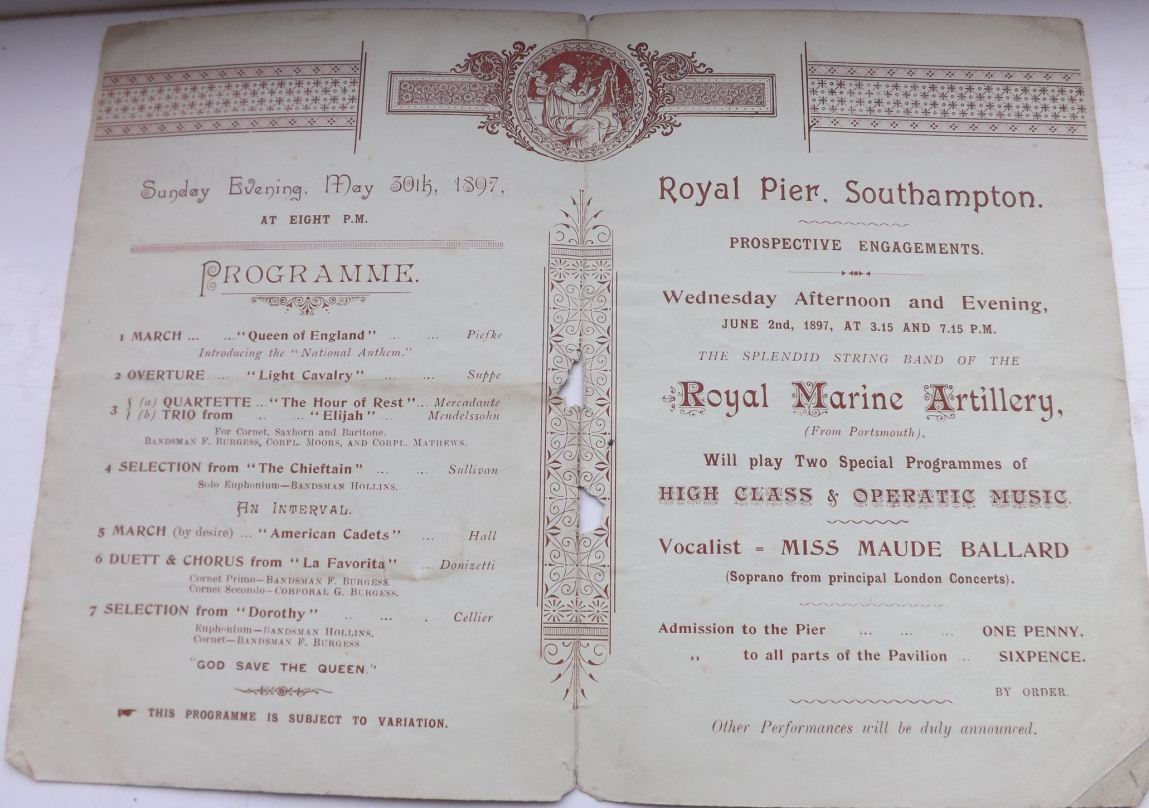 Sunday Evening, May 30th, 1897,
AT EIGHT P.M.
PROGRAMME.
1 MARCH ... ... "Queen of England" ... ... Piefke
Introducing the "National Anthem."
2 OVERTURE ... "Light Cavalry" ... ... Suppe
3 { (a) QUARTETTE ... "The Hour of Rest" ... Mercadante
{ (b) TRIO from ... ... "Elijah" ... Mendelssohn
For Cornet, Saxhorn and Baritone.
BANDSMAN F. BURGESS, CORPL. MOORS, AND CORPL. MATHEWS.
4 SELECTION from "The Chieftain" ... ... Sullivan
Solo Euphonium—BANDSMAN HOLLINS.
AN INTERVAL.
5 MARCH (by desire) ... "American Cadets" ... Hall
6 DUETT & CHORUS from "La Favorita" ... Donizetti
Cornet Primo—BANDSMAN F. BURGESS.
Cornet Secondo—CORPORAL G. BURGESS.
7 SELECTION from "Dorothy" .. ... . Cellier
Euphonium—BANDSMAN HOLLINS,
Cornet—BANDSMAN F. BURGESS
"GOD SAVE THE QUEEN."
☛ THIS PROGRAMME IS SUBJECT TO VARIATION.
Royal Pier, Southampton.
PROSPECTIVE ENGAGEMENTS.
Wednesday Afternoon and Evening,
JUNE 2nd, 1897, AT 3.15 AND 7.15 P.M.
THE SPLENDID STRING BAND OF THE
Royal Marine Artillery,
(From Portsmouth),
Will play Two Special Programmes of
HIGH CLASS & OPERATIC MUSIC.
Vocalist = MISS MAUDE BALLARD
(Soprano from principal London Concerts).
Admission to the Pier ... ... ... ONE PENNY.
,, to all parts of the Pavilion ... SIXPENCE.
BY ORDER.
Other Performances will be duly announced.